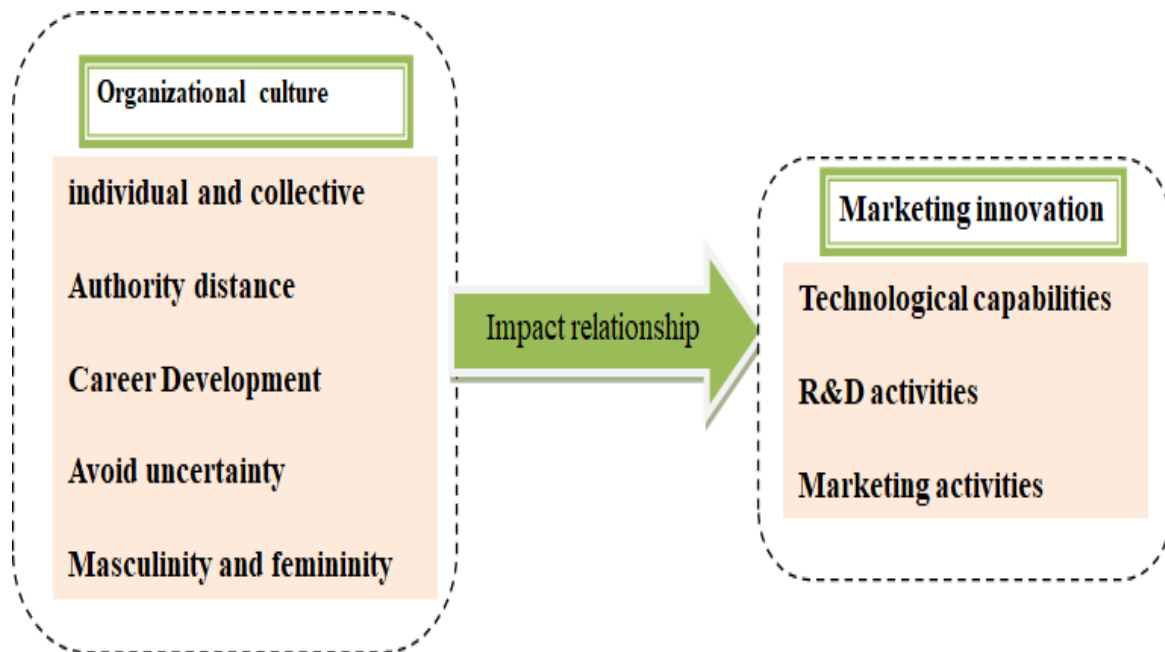 Organizational culture
individual and collective
Authority distance
Career Development
Avoid uncertainty
Masculinity and femininity
Impact relationship
Marketing innovation
Technological capabilities
R&D activities
Marketing activities